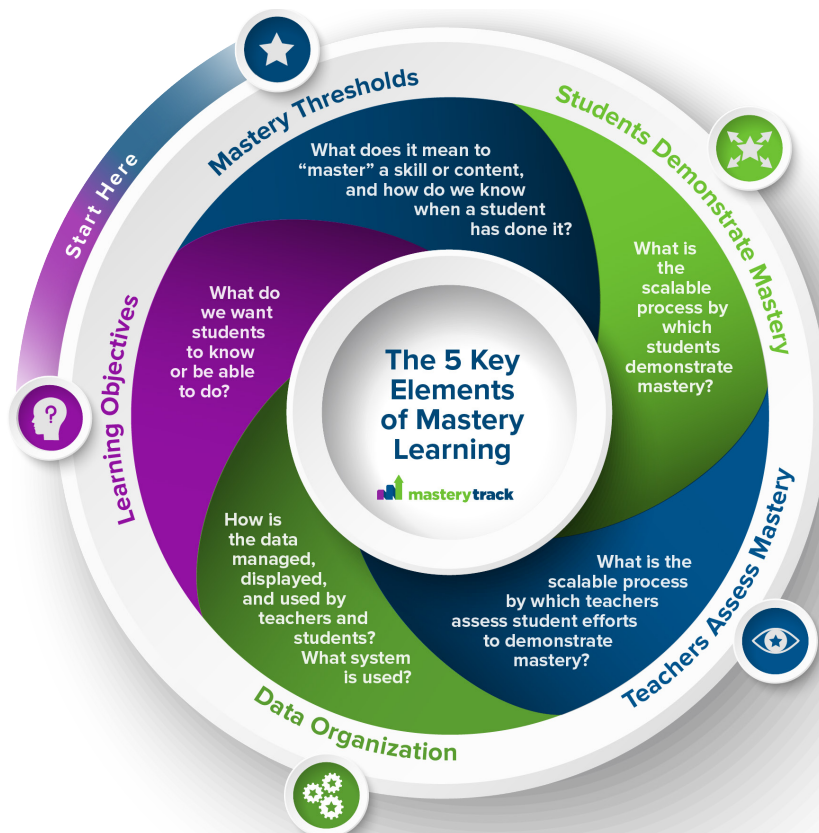 The 5 Key
Elements
of Mastery
Learning
masterytrack
Start Here
Learning Objectives
What do
we want
students
to know
or be able
to do?
Mastery Thresholds
What does it mean to
“master” a skill or content,
and how do we know
when a student
has done it?
Students Demonstrate Mastery
What is
the
scalable
process by
which
students
demonstrate
mastery?
Teachers Assess Mastery
What is the
scalable process
by which teachers
assess student efforts
to demonstrate
mastery?
Data Organization
How is
the data
managed,
displayed,
and used by
teachers and
students?
What system
is used?
?